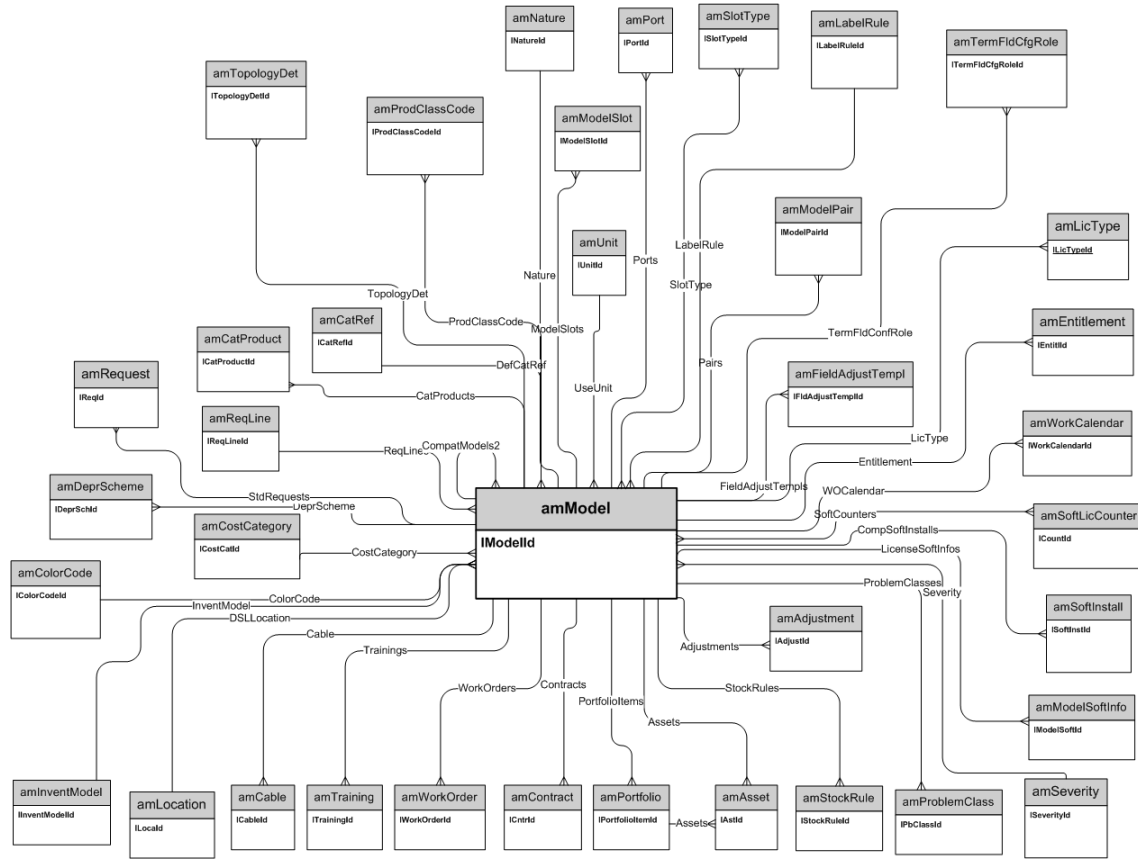 amNature
lNatureId
amPort
lPortId
amSlotType
lSlotTypeId
amLabelRule
lLabelRuleId
amTermFldCfgRole
lTermFldCfgRoleId
amTopologyDet
lTopologyDetId
amProdClassCode
lProdClassCodeId
amModelSlot
lModelSlotId
amModelPair
lModelPairId
amLicType
lLicTypeId
amUnit
lUnitId
LabelRule
Ports
Nature
SlotType
TopologyDet
amCatRef
lCatRefId
ProdClassCode
ModelSlots
TermFldConfRole
amEntitlement
lEntitlId
amCatProduct
lCatProductId
DefCatRef
Pairs
amRequest
lReqId
amFieldAdjustTempl
lFldAdjustTemplId
UseUnit
CatProducts
amReqLine
lReqLineId
ReqLines
CompatModels2
LicType
amWorkCalendar
lWorkCalendarId
Entitlement
amDeprScheme
lDeprSchId
FieldAdjustTempls
WOCalendar
StdRequests
DeprScheme
amModel
lModelId
SoftCounters
amSoftLicCounter
lCountId
amCostCategory
lCostCatId
CostCategory
CompSoftInstalls
LicenseSoftInfos
amColorCode
lColorCodeId
ColorCode
InventModel
DSLLocation
ProblemClasses
Severity
amSoftInstall
lSoftInstId
Cable
Trainings
amAdjustment
lAdjustId
Adjustments
WorkOrders
Contracts
PortfolioItems
StockRules
Assets
amModelSoftInfo
lModelSoftId
amInventModel
lInventModelId
amLocation
lLocaId
amCable
lCableId
amTraining
lTrainingId
amWorkOrder
lWorkOrderId
amContract
lCntrId
amPortfolio
lPortfolioItemId
Assets
amAsset
lAstId
amStockRule
lStockRuleId
amProblemClass
lPbClassId
amSeverity
lSeverityId